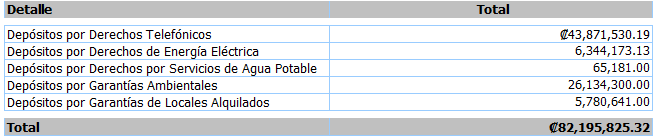 Detalle Total
Depósitos por Derechos Telefónicos ₡43,871,530.19
Depósitos por Derechos de Energía Eléctrica 6,344,173.13
Depósitos por Derechos por Servicios de Agua Potable 65,181.00
Depósitos por Garantías Ambientales 26,134,300.00
Depósitos por Garantías de Locales Alquilados 5,780,641.00
Total ₡82,195,825.32